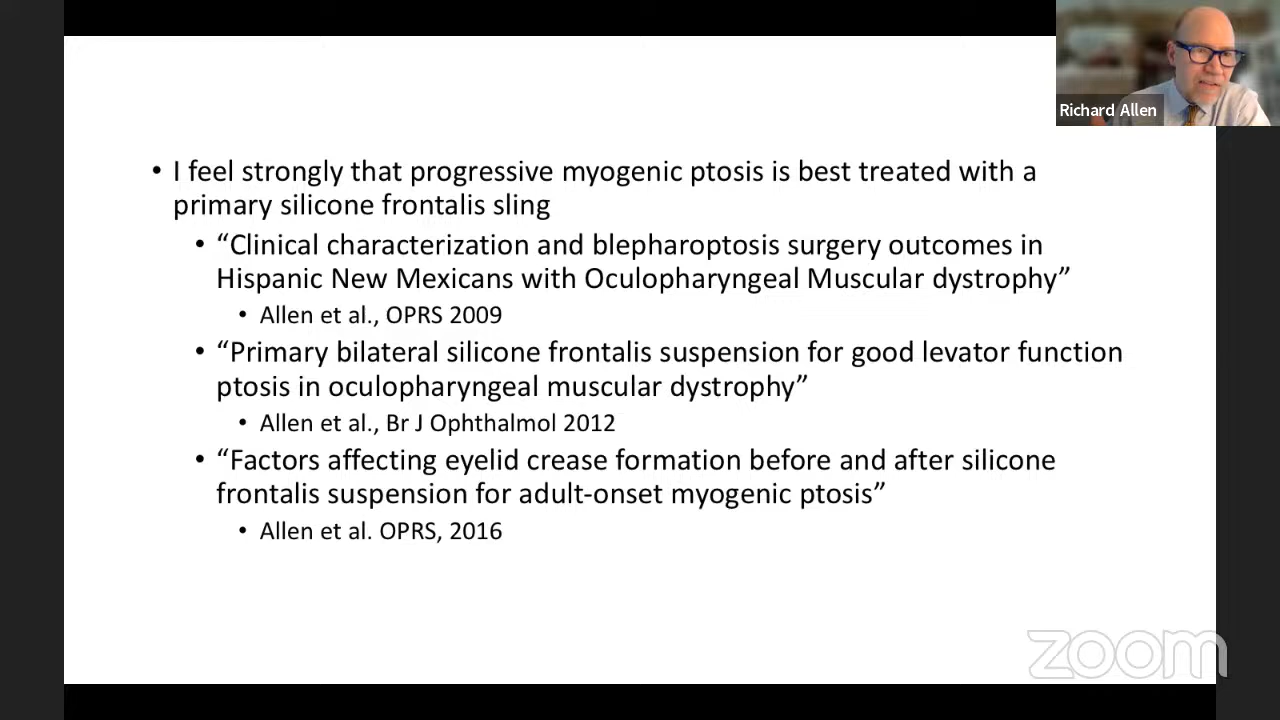 Richard Allen
• I feel strongly that progressive myogenic ptosis is best treated with a
primary silicone frontalis sling
• “Clinical characterization and blepharoptosis surgery outcomes in
Hispanic New Mexicans with Oculopharyngeal Muscular dystrophy”
• Allen et al., OPRS 2009
• “Primary bilateral silicone frontalis suspension for good levator function
ptosis in oculopharyngeal muscular dystrophy”
• Allen et al., Br J Ophthalmol 2012
• “Factors affecting eyelid crease formation before and after silicone
frontalis suspension for adult-onset myogenic ptosis”
• Allen et al. OPRS, 2016
zoom